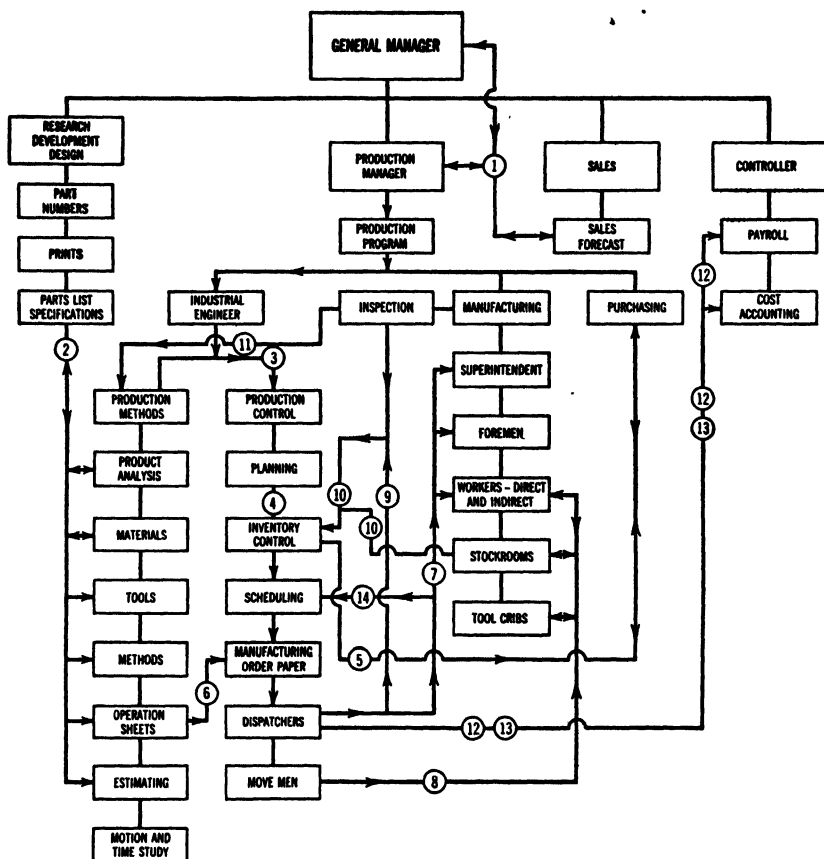 GENERAL MANAGER
RESEARCH
DEVELOPMENT
DESIGN
PRODUCTION
MANAGER
1
SALES
CONTROLLER
PART
NUMBERS
PRODUCTION
PROGRAM
SALES
FORECAST
PAYROLL
PRINTS
12
PARTS LIST
SPECIFICATIONS
INDUSTRIAL
ENGINEER
INSPECTION
MANUFACTURING
PURCHASING
COST
ACCOUNTING
2
11
3
SUPERINTENDENT
PRODUCTION
METHODS
PRODUCTION
CONTROL
12
13
FOREMEN
PRODUCT
ANALYSIS
PLANNING
10
9
WORKERS - DIRECT
AND INDIRECT
4
MATERIALS
INVENTORY
CONTROL
10
STOCKROOMS
7
TOOLS
SCHEDULING
14
TOOL CRIBS
METHODS
MANUFACTURING
ORDER PAPER
5
6
OPERATION
SHEETS
DISPATCHERS
12
13
ESTIMATING
MOVE MEN
8
MOTION AND
TIME STUDY